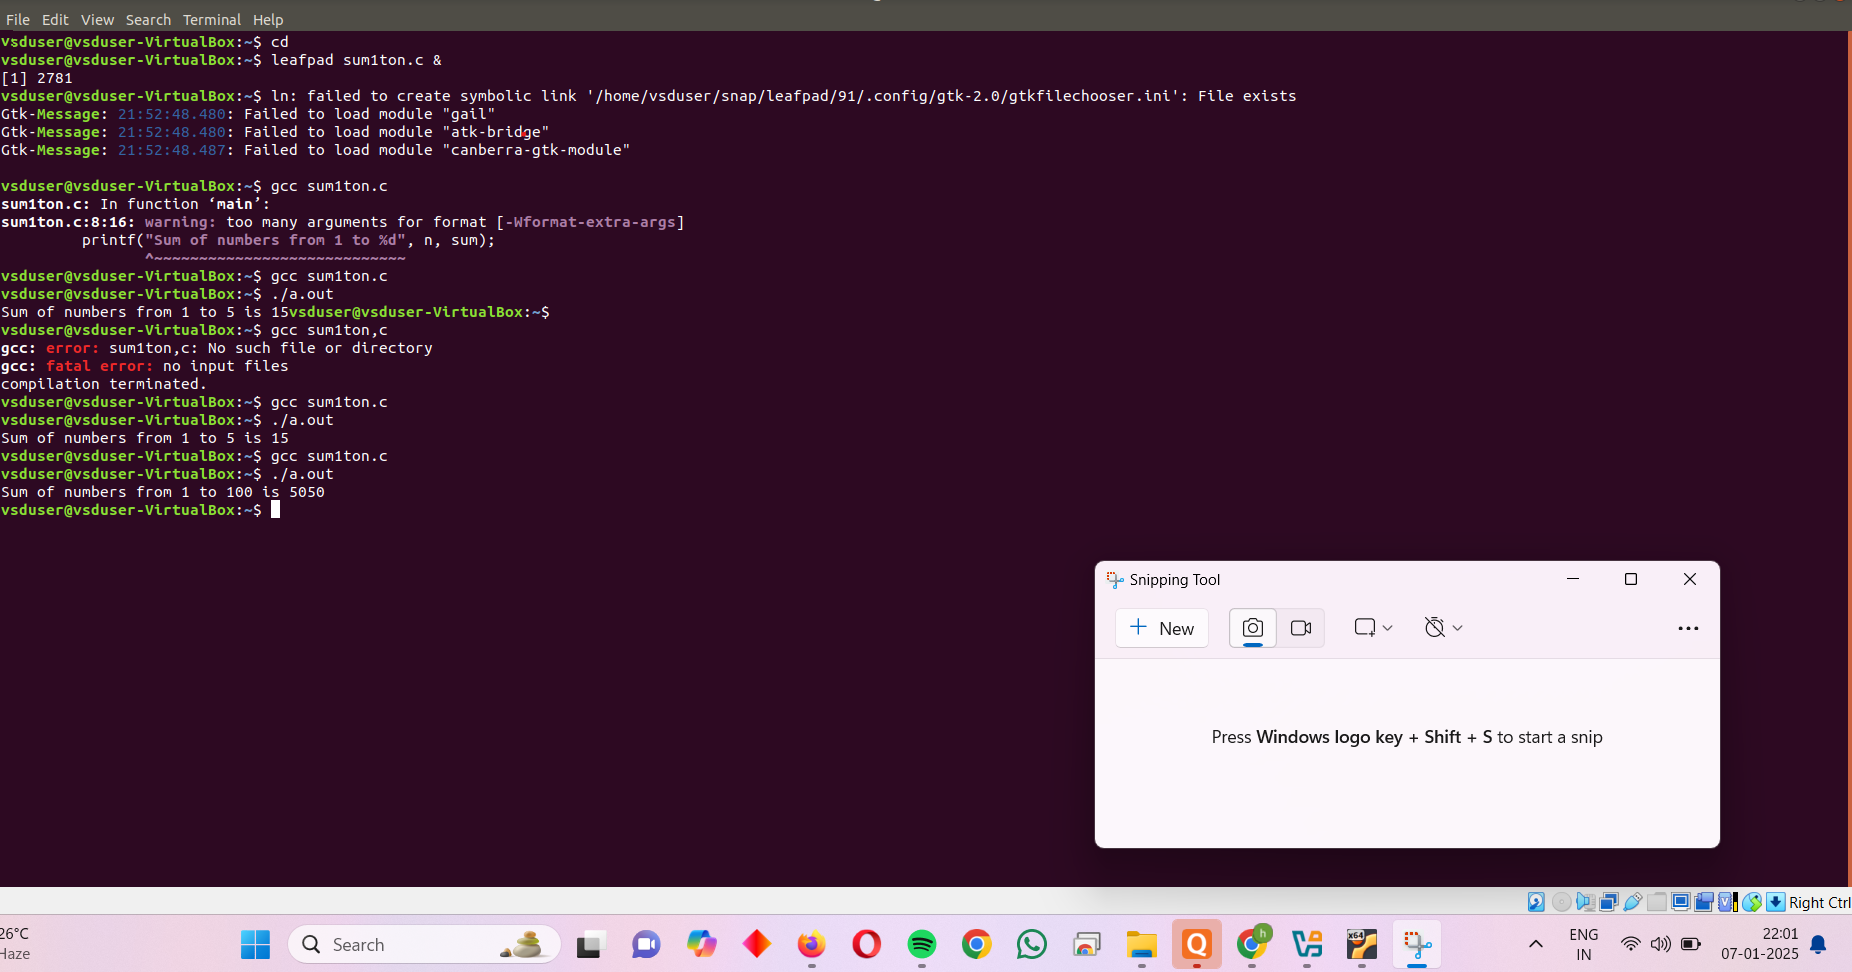 File Edit View Search Terminal Help
vsduser@vsduser-VirtualBox:~$ cd
vsduser@vsduser-VirtualBox:~$ leafpad sum1ton.c &
[1] 2781
vsduser@vsduser-VirtualBox:~$ ln: failed to create symbolic link '/home/vsduser/snap/leafpad/91/.config/gtk-2.0/gtkfilechooser.ini': File exists
Gtk-Message: 21:52:48.480: Failed to load module "gail"
Gtk-Message: 21:52:48.480: Failed to load module "atk-bridge"
Gtk-Message: 21:52:48.487: Failed to load module "canberra-gtk-module"
vsduser@vsduser-VirtualBox:~$ gcc sum1ton.c
sum1ton.c: In function ‘main’:
sum1ton.c:8:16: warning: too many arguments for format [-Wformat-extra-args]
printf("Sum of numbers from 1 to %d", n, sum);
^~~~~~~~~~~~~~~~~~~~~~~~~~~~~
vsduser@vsduser-VirtualBox:~$ gcc sum1ton.c
vsduser@vsduser-VirtualBox:~$ ./a.out
Sum of numbers from 1 to 5 is 15vsduser@vsduser-VirtualBox:~$
vsduser@vsduser-VirtualBox:~$ gcc sum1ton,c
gcc: error: sum1ton,c: No such file or directory
gcc: fatal error: no input files
compilation terminated.
vsduser@vsduser-VirtualBox:~$ gcc sum1ton.c
vsduser@vsduser-VirtualBox:~$ ./a.out
Sum of numbers from 1 to 5 is 15
vsduser@vsduser-VirtualBox:~$ gcc sum1ton.c
vsduser@vsduser-VirtualBox:~$ ./a.out
Sum of numbers from 1 to 100 is 5050
vsduser@vsduser-VirtualBox:~$
Snipping Tool
New
Press Windows logo key + Shift + S to start a snip
Right Ctrl
26°C
Haze
Search
h
x64
ENG
IN
22:01
07-01-2025